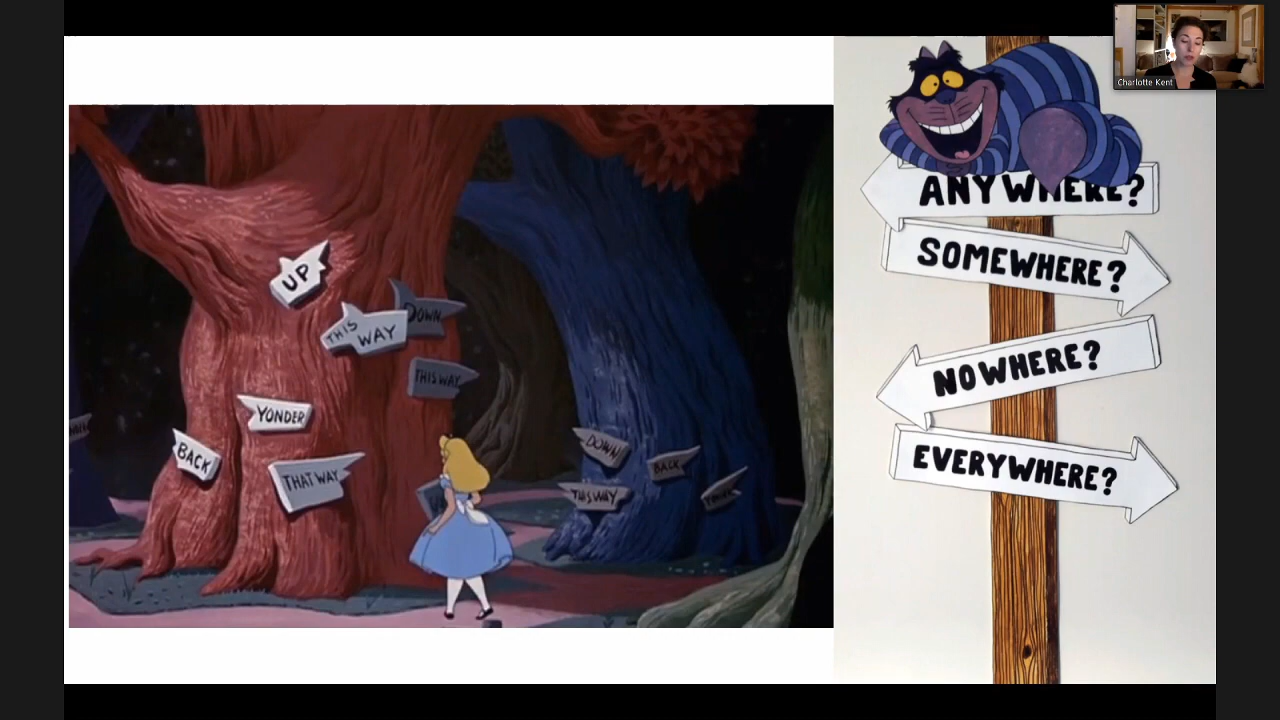 UP
THIS WAY
DOWN
THIS WAY
YONDER
BACK
THAT WAY
DOWN
BACK
THIS WAY
ANYWHERE?
SOMEWHERE?
NOWHERE?
EVERYWHERE?
Charlotte Kent